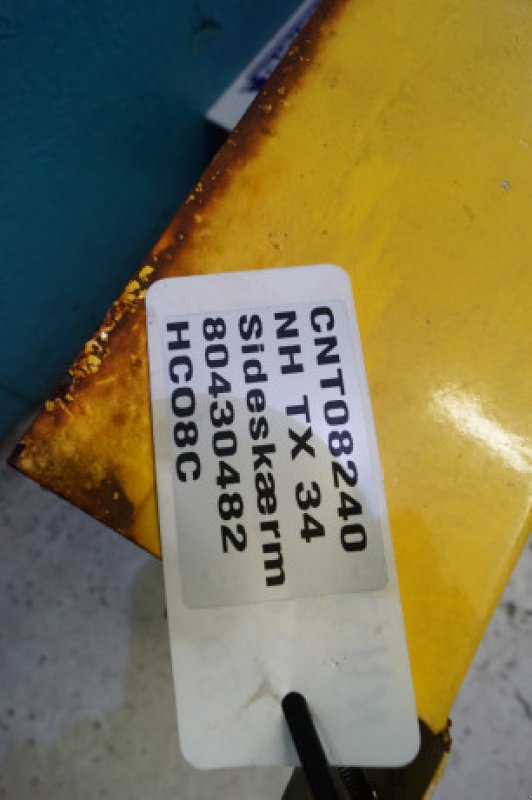 CNT08240
NH TX 34
Sideskærm
80430482
HC08C